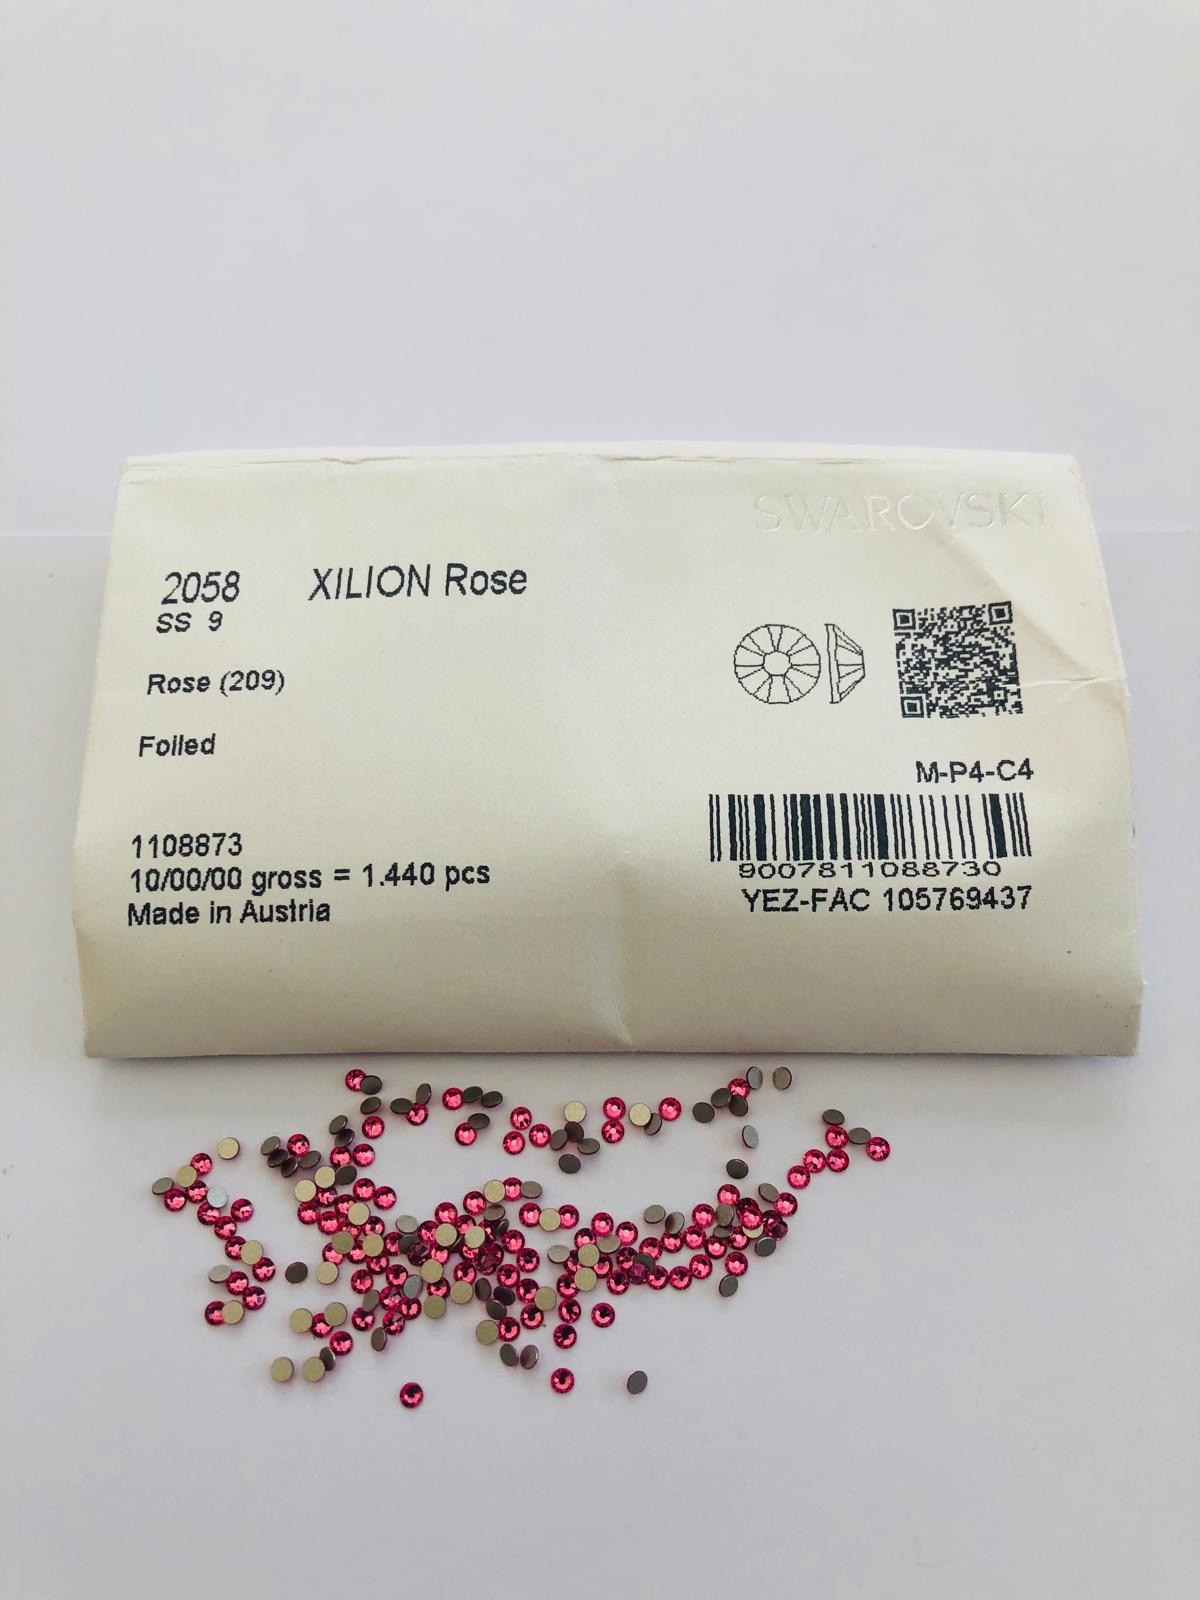 SWAROVSKI
2058 XILION Rose
SS 9
Rose (209)
Foiled
M-P4-C4
1108873
10/00/00 gross = 1.440 pcs
Made in Austria
9007811088730
YEZ-FAC 105769437